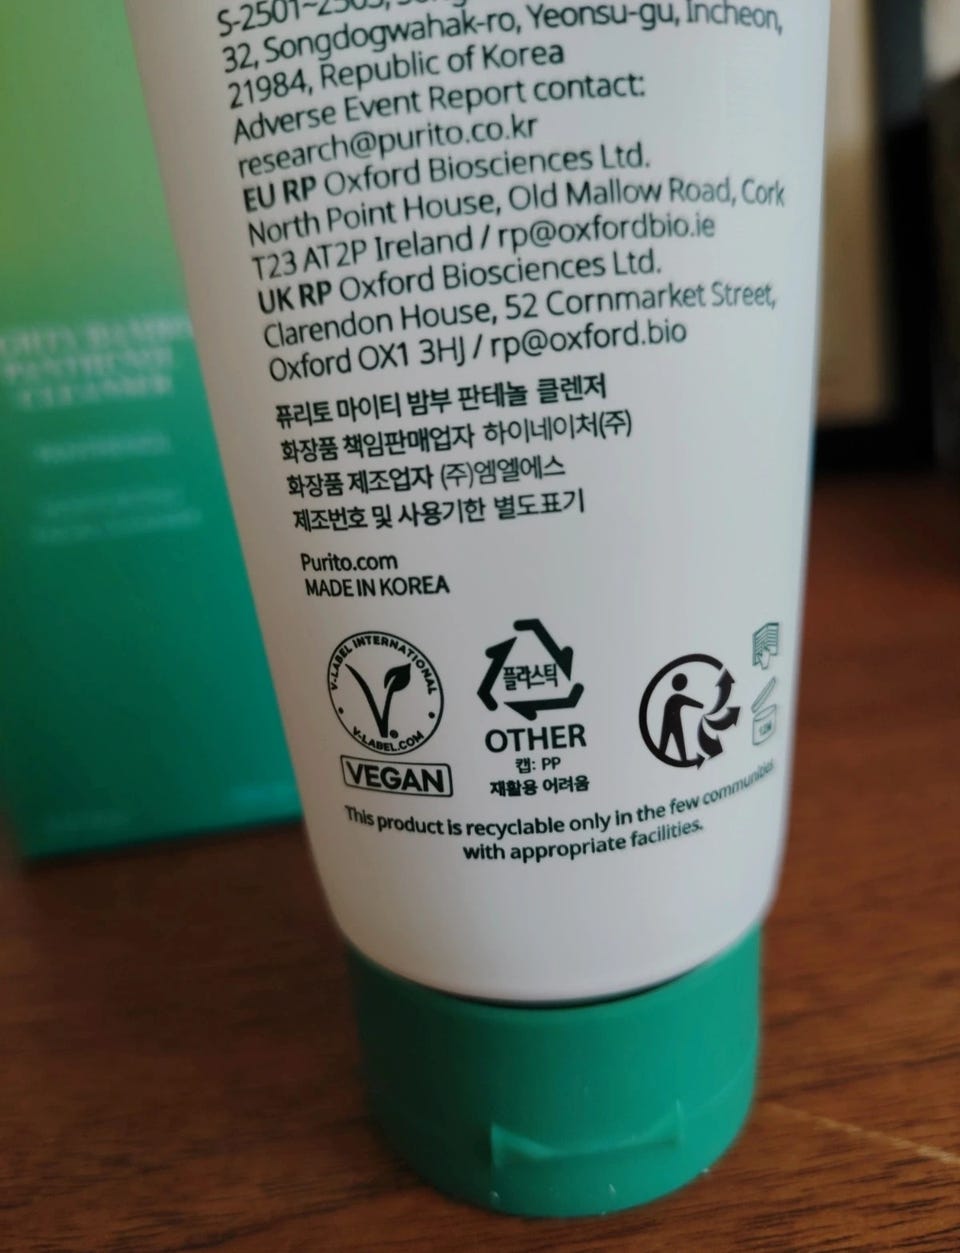 32, Songdogwahak-ro, Yeonsu-gu, Incheon,
21984, Republic of Korea
Adverse Event Report contact:
research@purito.co.kr
EU RP Oxford Biosciences Ltd.
North Point House, Old Mallow Road, Cork
T23 AT2P Ireland / rp@oxfordbio.ie
UK RP Oxford Biosciences Ltd.
Clarendon House, 52 Cornmarket Street,
Oxford OX1 3HJ / rp@oxford.bio
퓨리토 마이티 밤부 판테놀 클렌저
화장품 책임판매업자 하이네이처(주)
화장품 제조업자 (주)엠엘에스
제조번호 및 사용기한 별도표기
Purito.com
MADE IN KOREA
V-LABEL INTERNATIONAL
V-LABEL.COM
VEGAN
플라스틱
OTHER
캡: PP
재활용 어려움
12M
This product is recyclable only in the few communities
with appropriate facilities.
PANTHENOL
CLEANSER